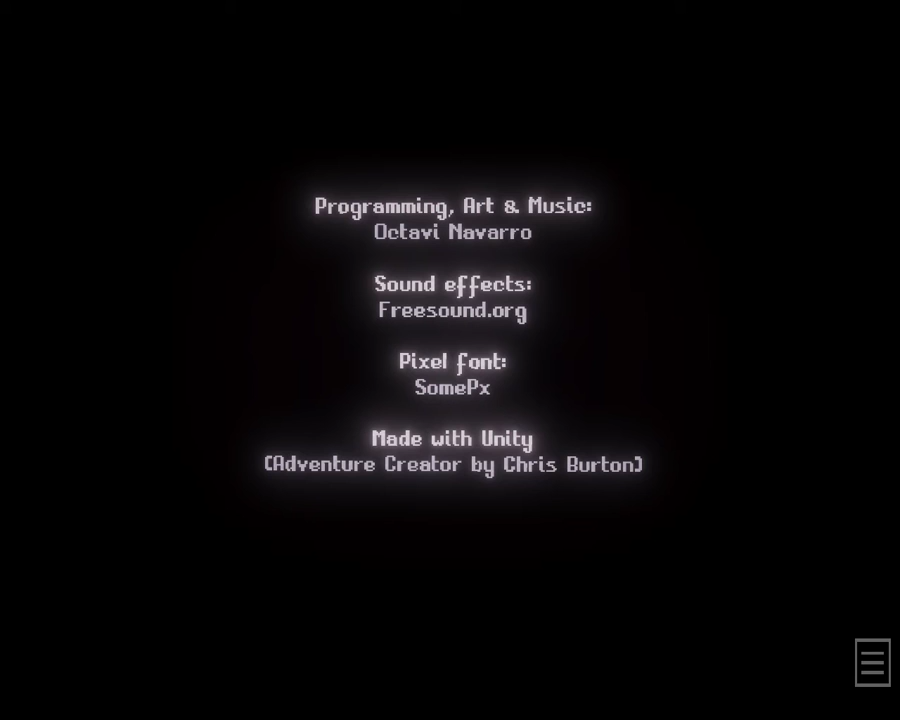 Programming, Art & Music:
Octavi Navarro
Sound effects:
Freesound.org
Pixel font:
SomePx
Made with Unity
(Adventure Creator by Chris Burton)